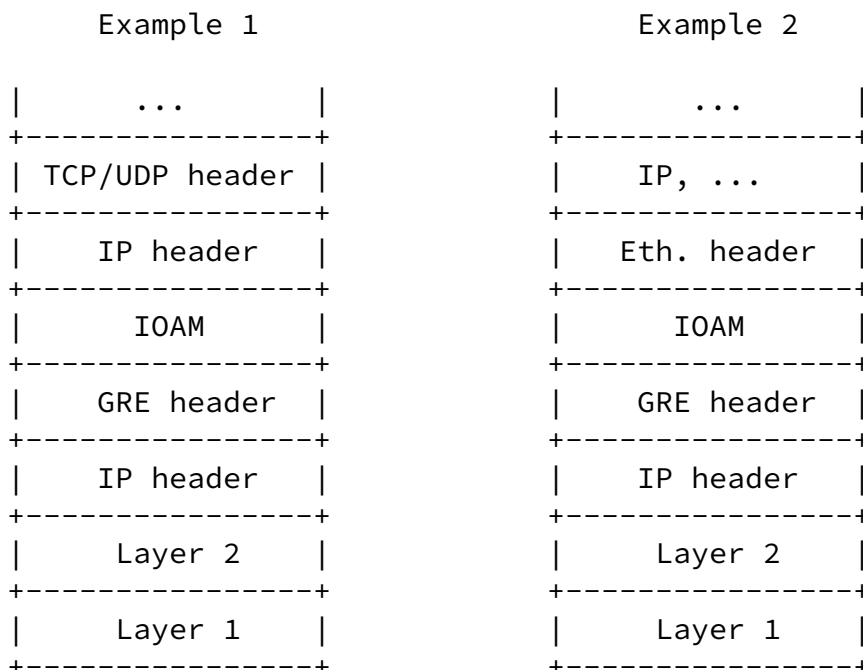 Example 1                     Example 2
|      ...       |            |      ...       |
+----------------+            +----------------+
| TCP/UDP header |            |    IP, ...     |
+----------------+            +----------------+
|   IP header    |            |  Eth. header   |
+----------------+            +----------------+
|      IOAM      |            |      IOAM      |
+----------------+            +----------------+
|   GRE header   |            |   GRE header   |
+----------------+            +----------------+
|   IP header    |            |   IP header    |
+----------------+            +----------------+
|    Layer 2     |            |    Layer 2     |
+----------------+            +----------------+
|    Layer 1     |            |    Layer 1     |
+----------------+            +----------------+